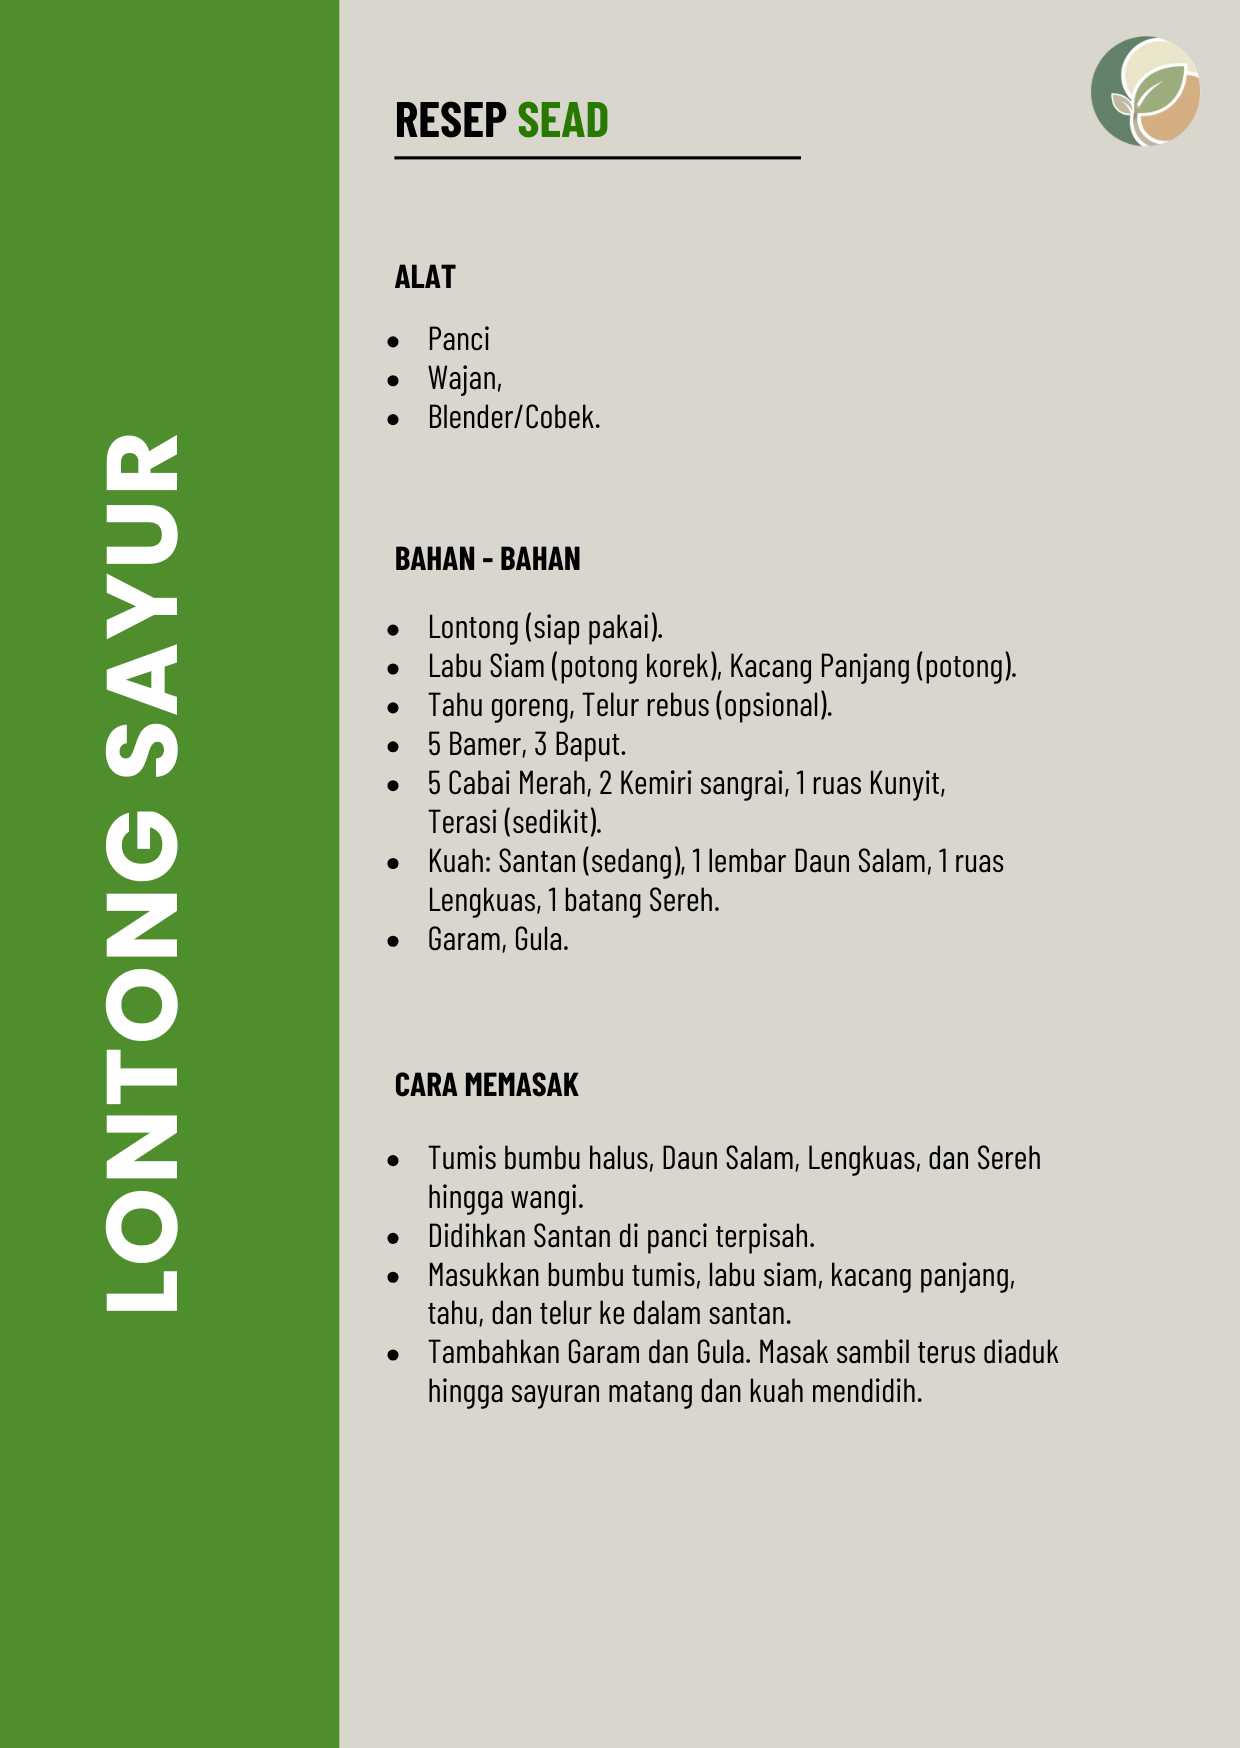 LONTONG SAYUR
RESEP SEAD
ALAT
• Panci
• Wajan,
• Blender/Cobek.
BAHAN - BAHAN
• Lontong (siap pakai).
• Labu Siam (potong korek), Kacang Panjang (potong).
• Tahu goreng, Telur rebus (opsional).
• 5 Bamer, 3 Baput.
• 5 Cabai Merah, 2 Kemiri sangrai, 1 ruas Kunyit,
Terasi (sedikit).
• Kuah: Santan (sedang), 1 lembar Daun Salam, 1 ruas
Lengkuas, 1 batang Sereh.
• Garam, Gula.
CARA MEMASAK
• Tumis bumbu halus, Daun Salam, Lengkuas, dan Sereh
hingga wangi.
• Didihkan Santan di panci terpisah.
• Masukkan bumbu tumis, labu siam, kacang panjang,
tahu, dan telur ke dalam santan.
• Tambahkan Garam dan Gula. Masak sambil terus diaduk
hingga sayuran matang dan kuah mendidih.